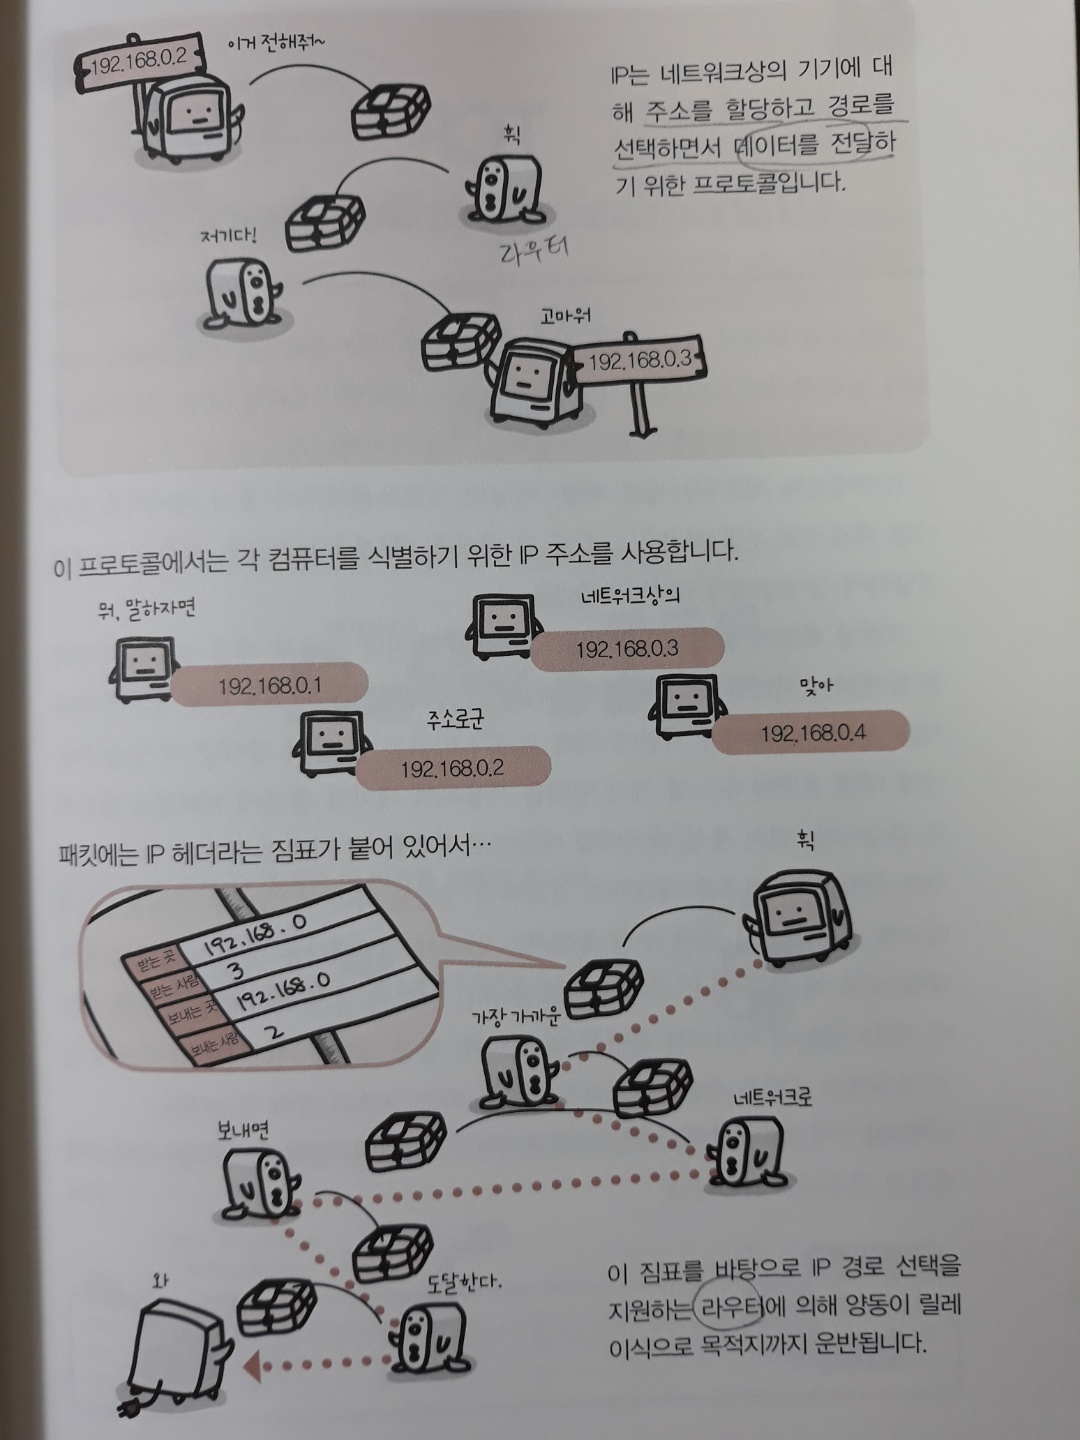 192.168.0.2
이거 전해줘~
IP는 네트워크상의 기기에 대
해 주소를 할당하고 경로를
선택하면서 데이터를 전달하
기 위한 프로토콜입니다.
휙
라우터
저기다!
고마워
192.168.0.3
이 프로토콜에서는 각 컴퓨터를 식별하기 위한 IP 주소를 사용합니다.
뭐, 말하자면
192.168.0.1
주소로군
192.168.0.2
네트워크상의
192.168.0.3
맞아
192.168.0.4
패킷에는 IP 헤더라는 짐표가 붙어 있어서…
휙
받는 곳 192.168.0
받는 사람 3
보내는 곳 192.168.0
보내는 사람 2
가장 가까운
네트워크로
보내면
도달한다.
와
이 짐표를 바탕으로 IP 경로 선택을
지원하는 라우터에 의해 양동이 릴레
이식으로 목적지까지 운반됩니다.